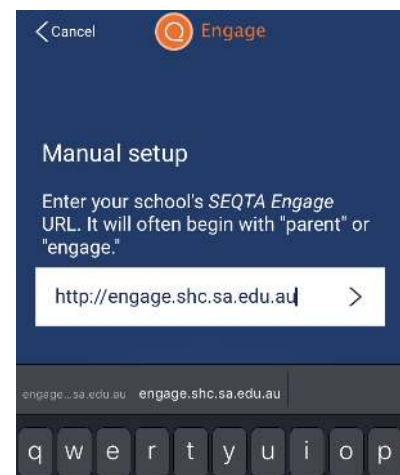 Cancel
Engage
Manual setup
Enter your school's SEQTA Engage
URL. It will often begin with "parent" or
"engage."
http://engage.shc.sa.edu.au
engage...sa.edu.au engage.shc.sa.edu.au
q w e r t y u i o p